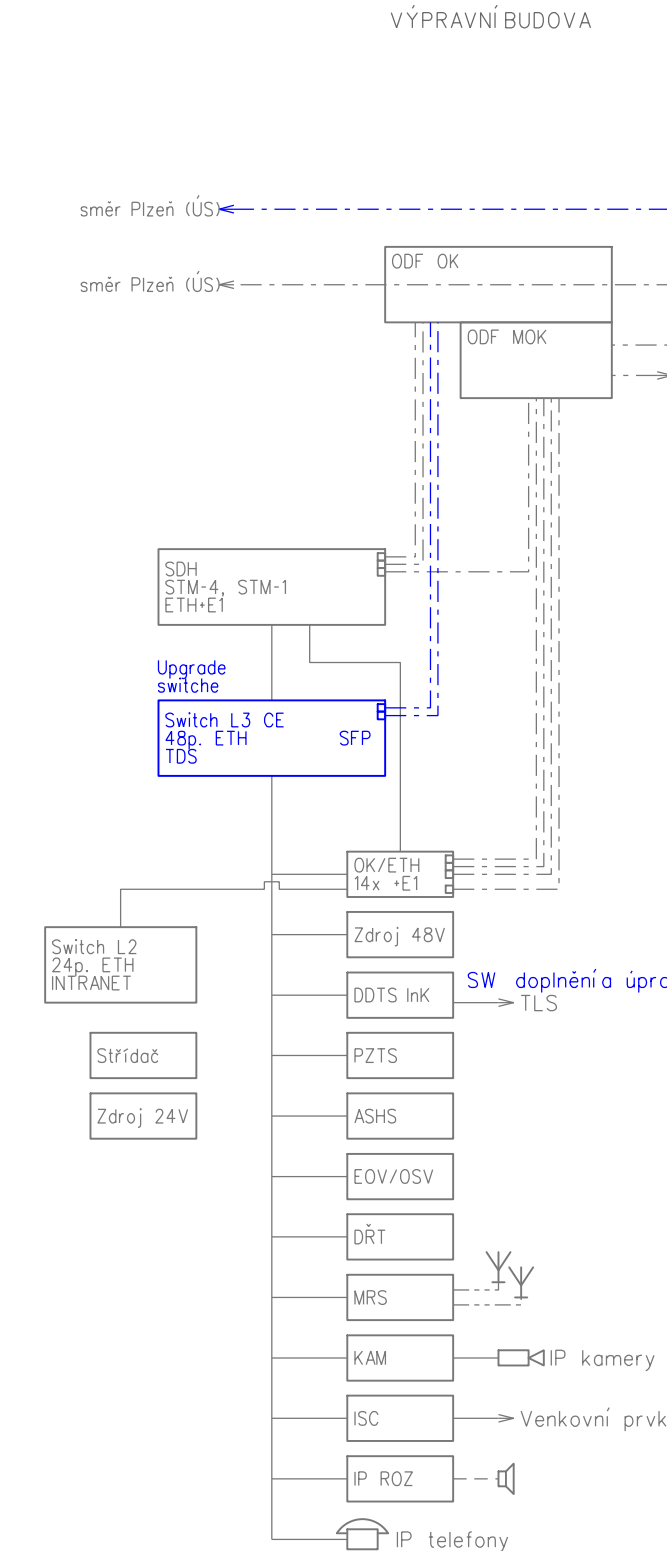 VÝPRAVNÍ BUDOVA
směr Plzeň (ÚS)
ODF OK
směr Plzeň (ÚS)
ODF MOK
SDH
STM-4, STM-1
ETH+E1
Upgrade
switche
Switch L3 CE
48p. ETH SFP
TDS
OK/ETH
14x +E1
Zdroj 48V
Switch L2
24p. ETH
INTRANET
SW doplnění a
DDTS InK
TLS
Střídač
PZTS
Zdroj 24V
ASHS
EOV/OSV
DŘT
MRS
KAM
IP kamery
ISC
Venkovní
IP ROZ
IP telefony